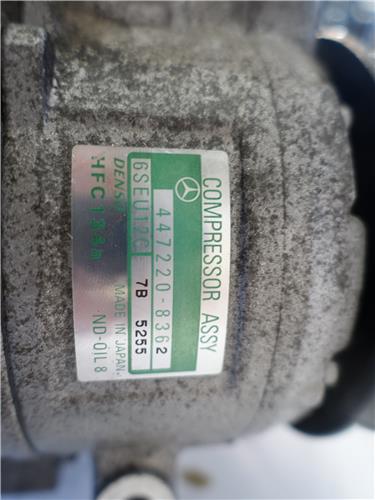 COMPRESSOR ASSY
447220-8362
6SEU12C 7B 5255
DENSO MADE IN JAPAN
HFC134a ND-OIL 8